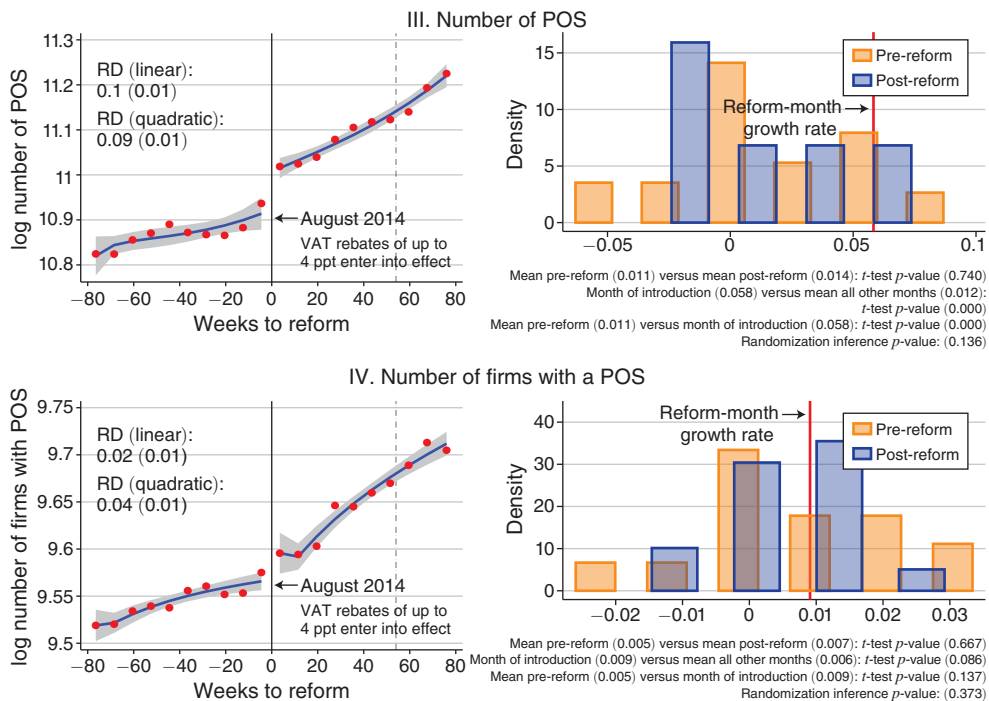 III. Number of POS
log number of POS
11.3
11.2
11.1
11
10.9
10.8
RD (linear):
0.1 (0.01)
RD (quadratic):
0.09 (0.01)
August 2014
VAT rebates of up to
4 ppt enter into effect
−80 −60 −40 −20 0 20 40 60 80
Weeks to reform
Density
15
10
5
0
Pre-reform
Post-reform
Reform-month
growth rate
−0.05 0 0.05 0.1
Mean pre-reform (0.011) versus mean post-reform (0.014): t-test p-value (0.740)
Month of introduction (0.058) versus mean all other months (0.012):
t-test p-value (0.000)
Mean pre-reform (0.011) versus month of introduction (0.058): t-test p-value (0.000)
Randomization inference p-value: (0.136)
IV. Number of firms with a POS
log number of firms with POS
9.8
9.7
9.6
9.55
9.5
RD (linear):
0.02 (0.01)
RD (quadratic):
0.04 (0.01)
August 2014
VAT rebates of up to
4 ppt enter into effect
−80 −60 −40 −20 0 20 40 60 80
Weeks to reform
Density
40
30
20
10
0
Reform-month
growth rate
Pre-reform
Post-reform
−0.02 −0.01 0 0.01 0.02 0.03
Mean pre-reform (0.005) versus mean post-reform (0.007): t-test p-value (0.667)
Month of introduction (0.009) versus mean all other months (0.006): t-test p-value (0.086)
Mean pre-reform (0.005) versus month of introduction (0.009): t-test p-value (0.137)
Randomization inference p-value: (0.373)